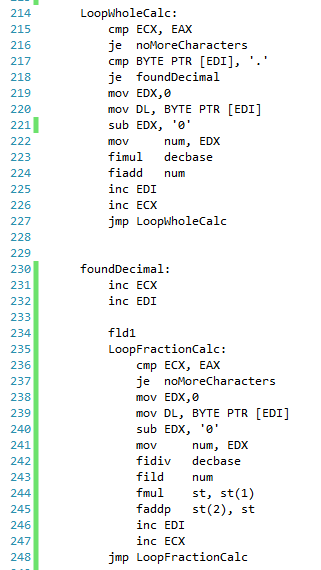 214 LoopWholeCalc:
215 cmp ECX, EAX
216 je noMoreCharacters
217 cmp BYTE PTR [EDI], '.'
218 je foundDecimal
219 mov EDX,0
220 mov DL, BYTE PTR [EDI]
221 sub EDX, '0'
222 mov num, EDX
223 fimul decbase
224 fiadd num
225 inc EDI
226 inc ECX
227 jmp LoopWholeCalc
228
229
230 foundDecimal:
231 inc ECX
232 inc EDI
233
234 fld1
235 LoopFractionCalc:
236 cmp ECX, EAX
237 je noMoreCharacters
238 mov EDX,0
239 mov DL, BYTE PTR [EDI]
240 sub EDX, '0'
241 mov num, EDX
242 fidiv decbase
243 fild num
244 fmul st, st(1)
245 faddp st(2), st
246 inc EDI
247 inc ECX
248 jmp LoopFractionCalc